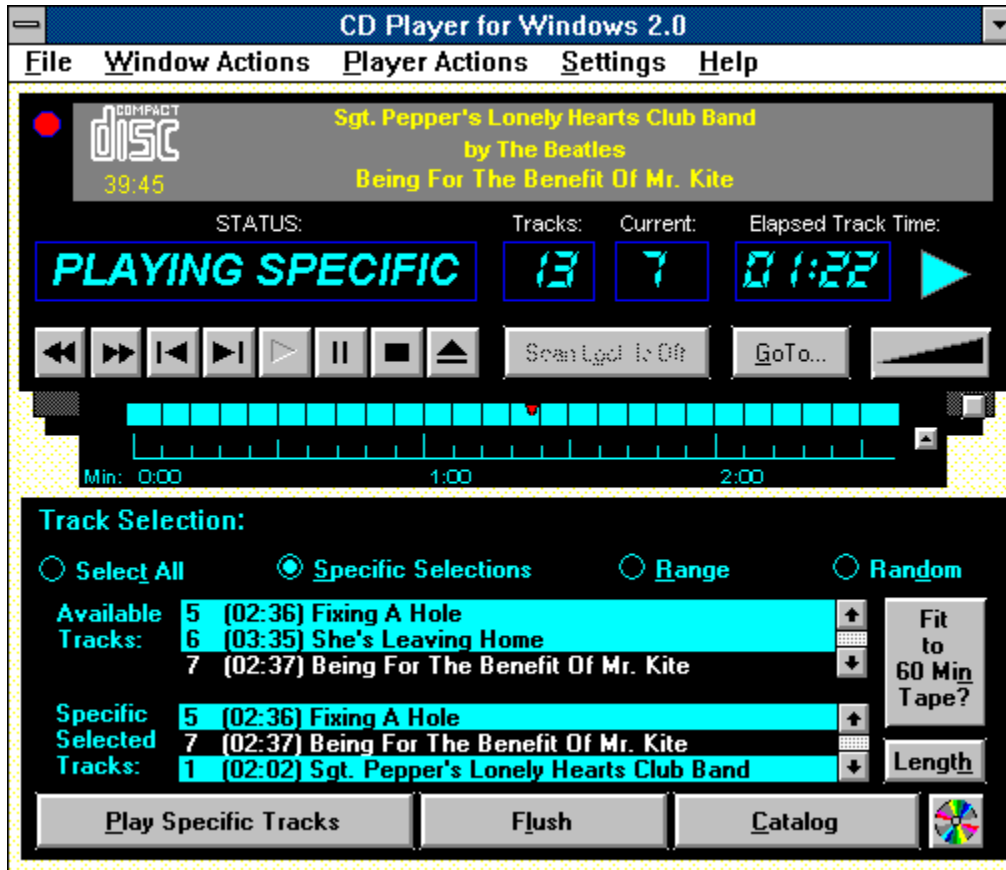 CD Player for Windows 2.0
File Window Actions Player Actions Settings Help
COMPACT
disc
39:45
Sgt. Pepper's Lonely Hearts Club Band
by The Beatles
Being For The Benefit Of Mr. Kite
STATUS: Tracks: Current: Elapsed Track Time:
PLAYING SPECIFIC 13 7 01:22
Scan Lock Is Off GoTo...
Min: 0:00 1:00 2:00
Track Selection:
Select All Specific Selections Range Random
Available Tracks:
5 (02:36) Fixing A Hole
6 (03:35) She's Leaving Home
7 (02:37) Being For The Benefit Of Mr. Kite
Fit
to
60 Min
Tape?
Specific Selected Tracks:
5 (02:36) Fixing A Hole
7 (02:37) Being For The Benefit Of Mr. Kite
1 (02:02) Sgt. Pepper's Lonely Hearts Club Band
Length
Play Specific Tracks Flush Catalog